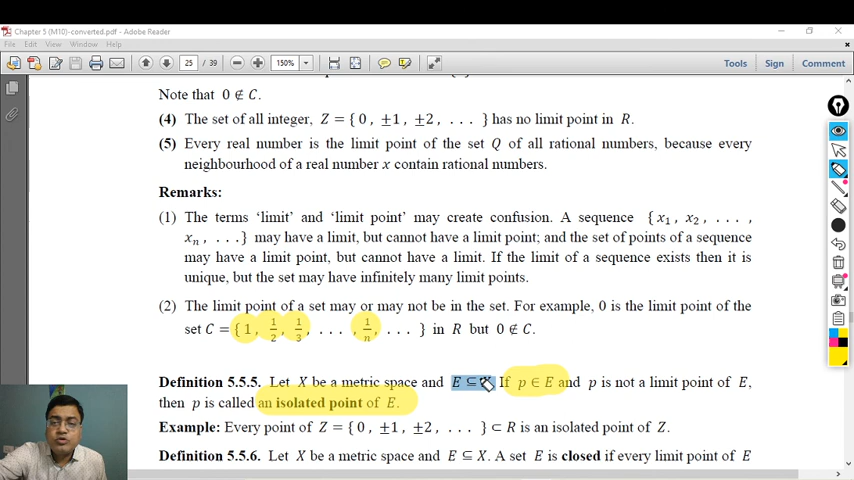 Chapter 5 (M10)-converted.pdf - Adobe Reader
File Edit View Window Help
25 / 39 150% Tools Sign Comment
Note that 0 ∉ C.
(4) The set of all integer, Z = { 0 , ±1 , ±2 , . . . } has no limit point in R.
(5) Every real number is the limit point of the set Q of all rational numbers, because every
neighbourhood of a real number x contain rational numbers.
Remarks:
(1) The terms ‘limit’ and ‘limit point’ may create confusion. A sequence { x₁ , x₂ , . . . ,
xₙ , . . .} may have a limit, but cannot have a limit point; and the set of points of a sequence
may have a limit point, but cannot have a limit. If the limit of a sequence exists then it is
unique, but the set may have infinitely many limit points.
(2) The limit point of a set may or may not be in the set. For example, 0 is the limit point of the
set C = { 1 , 1/2 , 1/3 , . . . , 1/n , . . . } in R but 0 ∉ C.
Definition 5.5.5. Let X be a metric space and E ⊆ If p ∈ E and p is not a limit point of E,
then p is called an isolated point of E.
Example: Every point of Z = { 0 , ±1 , ±2 , . . . } ⊂ R is an isolated point of Z.
Definition 5.5.6. Let X be a metric space and E ⊆ X. A set E is closed if every limit point of E